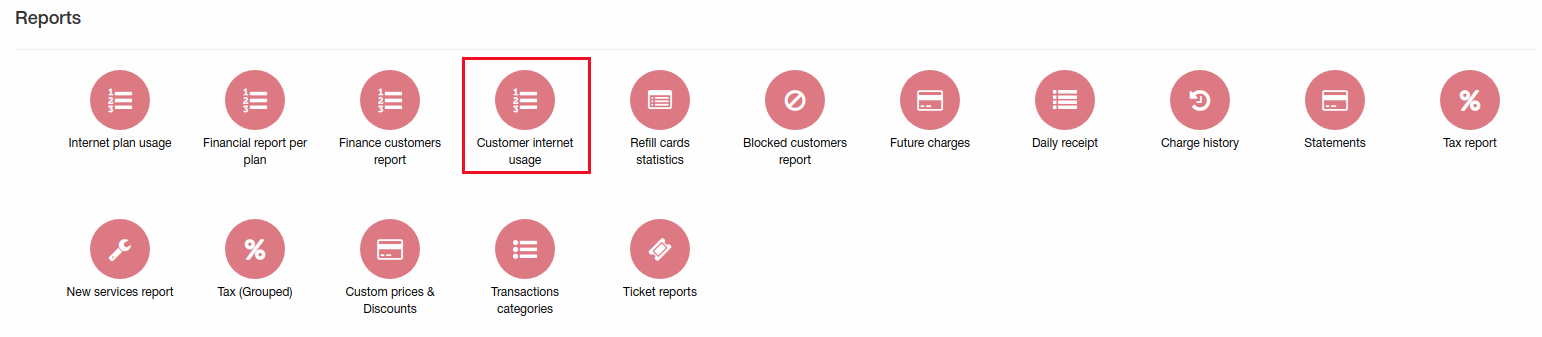 Reports
Internet plan usage
Financial report per
plan
Finance customers
report
Customer internet
usage
Refill cards
statistics
Blocked customers
report
Future charges
Daily receipt
Charge history
Statements
Tax report
New services report
Tax (Grouped)
Custom prices &
Discounts
Transactions
categories
Ticket reports